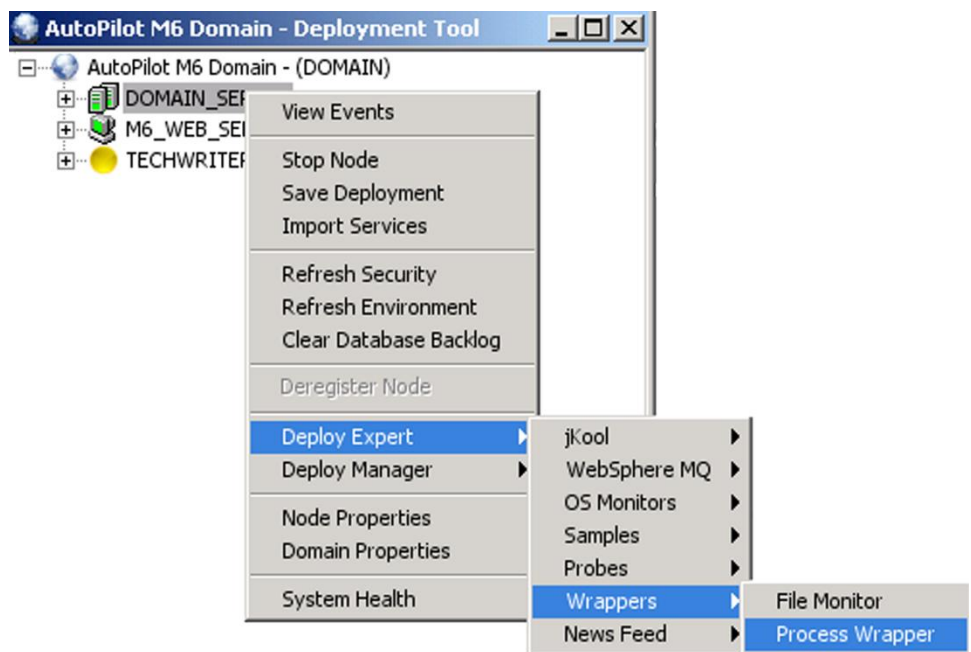 AutoPilot M6 Domain - Deployment Tool
AutoPilot M6 Domain - (DOMAIN)
DOMAIN_SE
M6_WEB_SE
TECHWRITE
View Events
Stop Node
Save Deployment
Import Services
Refresh Security
Refresh Environment
Clear Database Backlog
Deregister Node
Deploy Expert
Deploy Manager
Node Properties
Domain Properties
System Health
jKool
WebSphere MQ
OS Monitors
Samples
Probes
Wrappers
News Feed
File Monitor
Process Wrapper